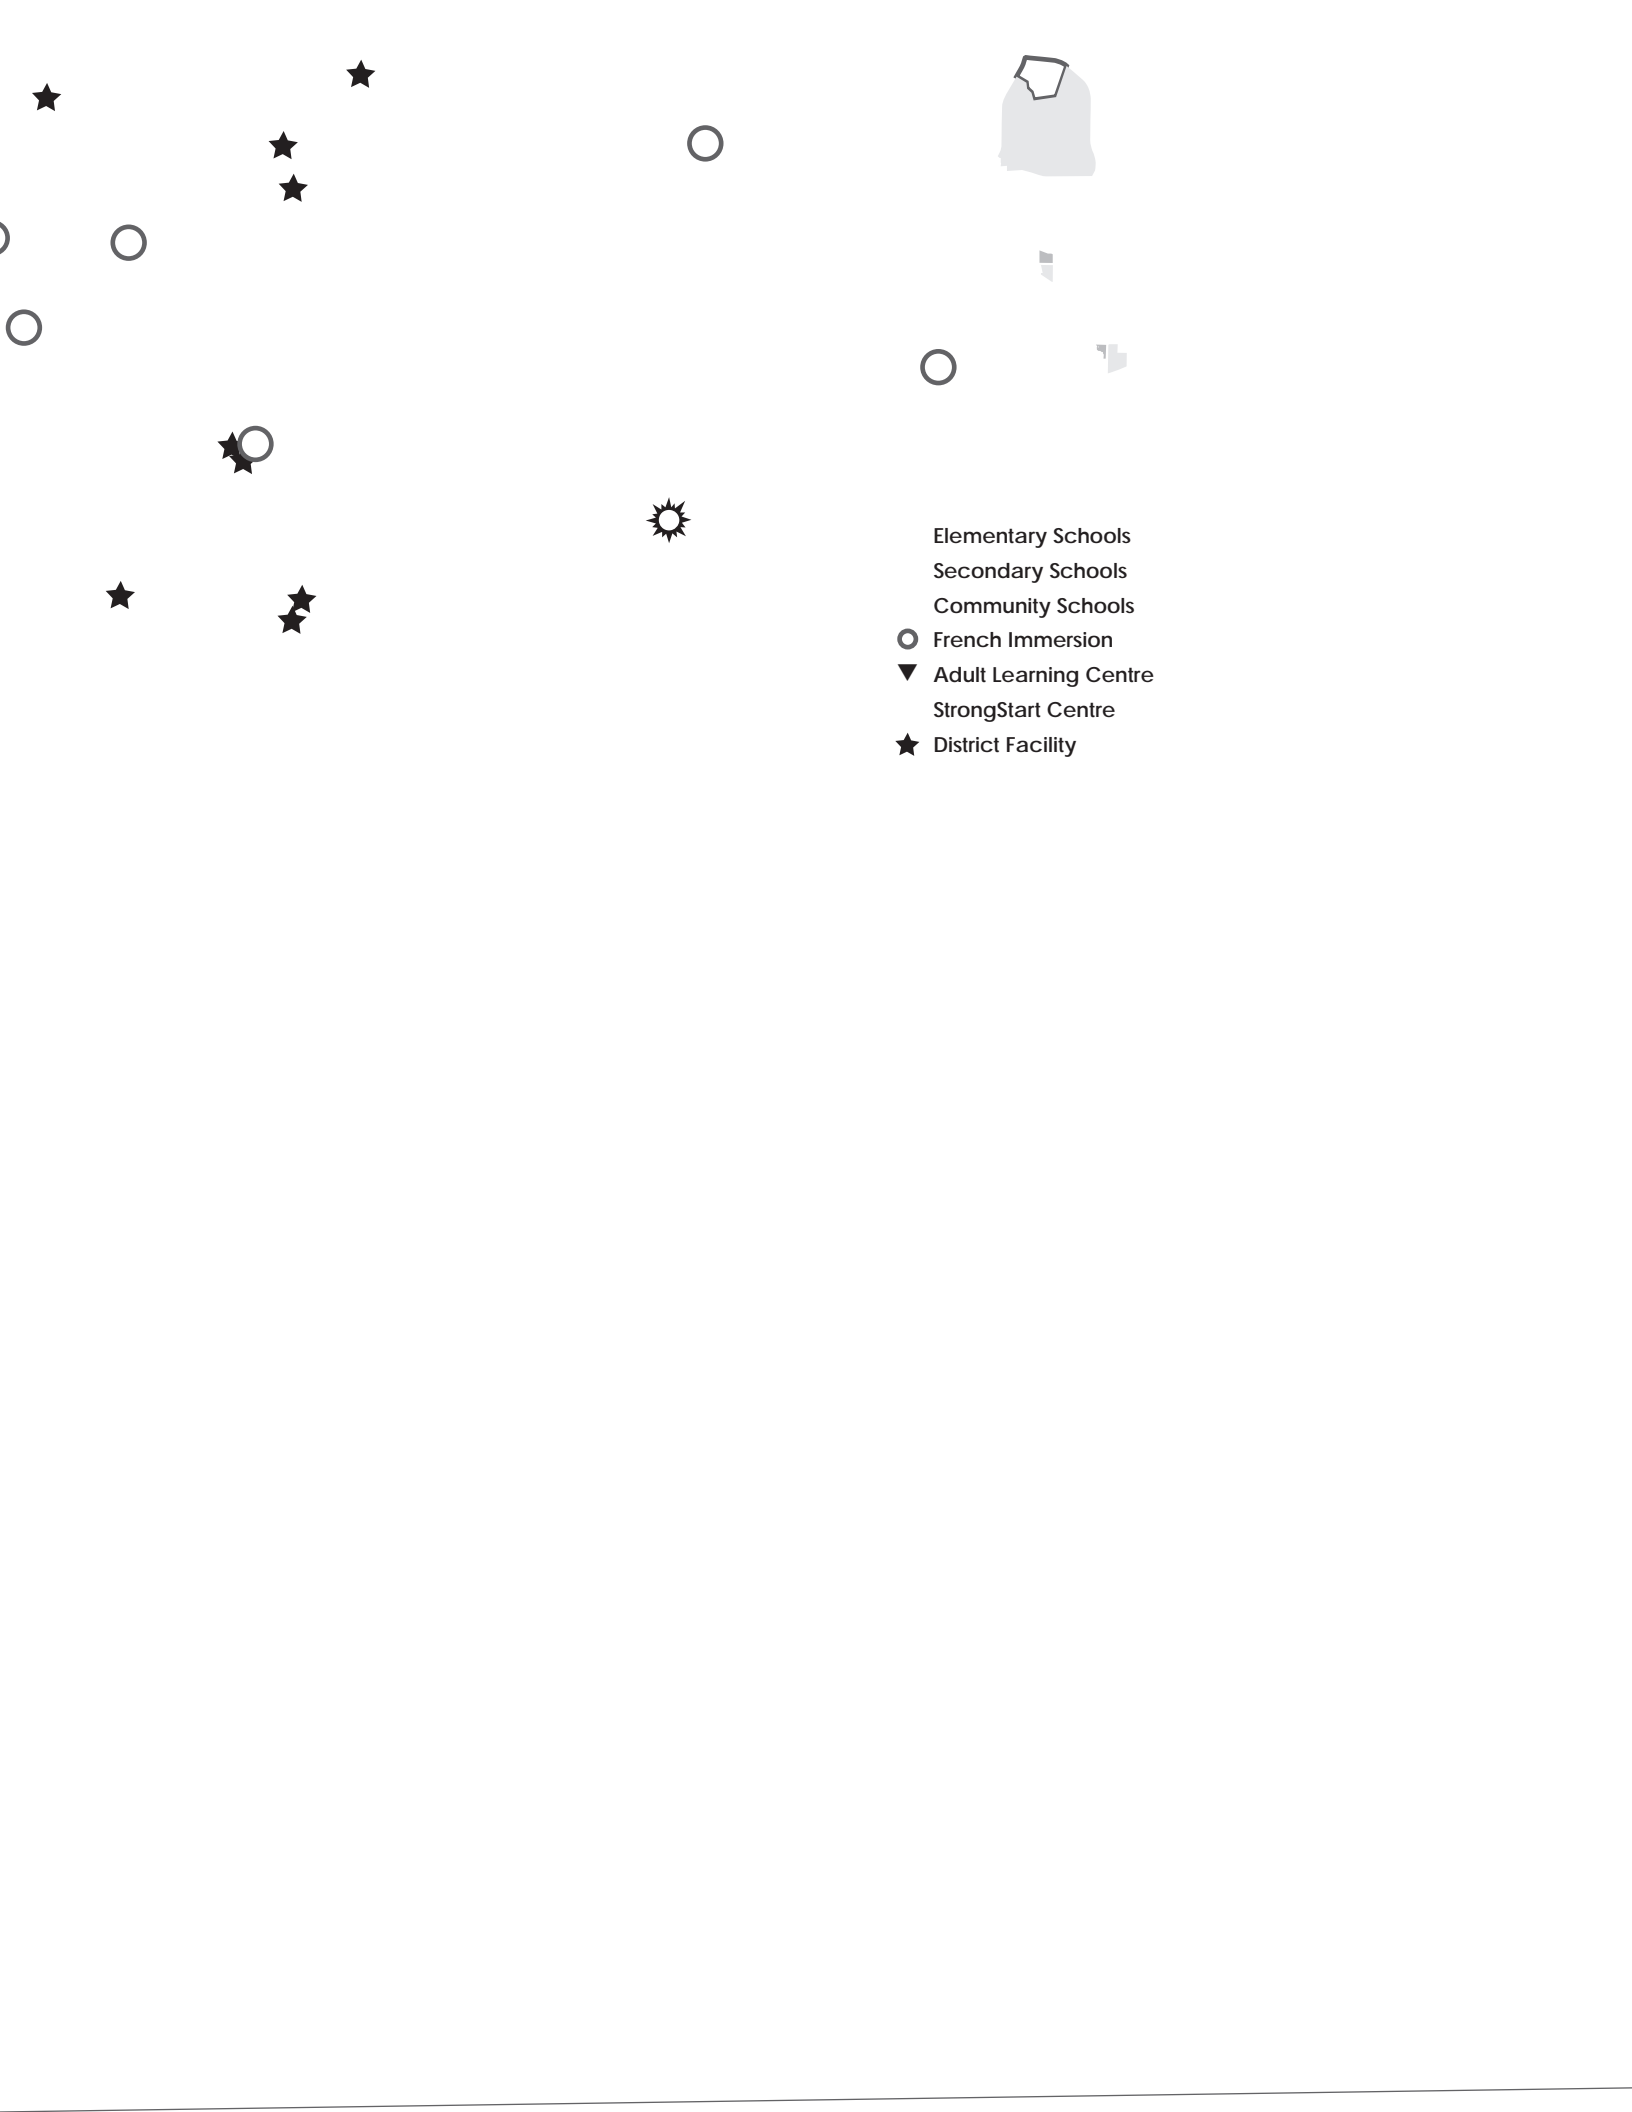 Elementary Schools
Secondary Schools
Community Schools
French Immersion
Adult Learning Centre
StrongStart Centre
District Facility